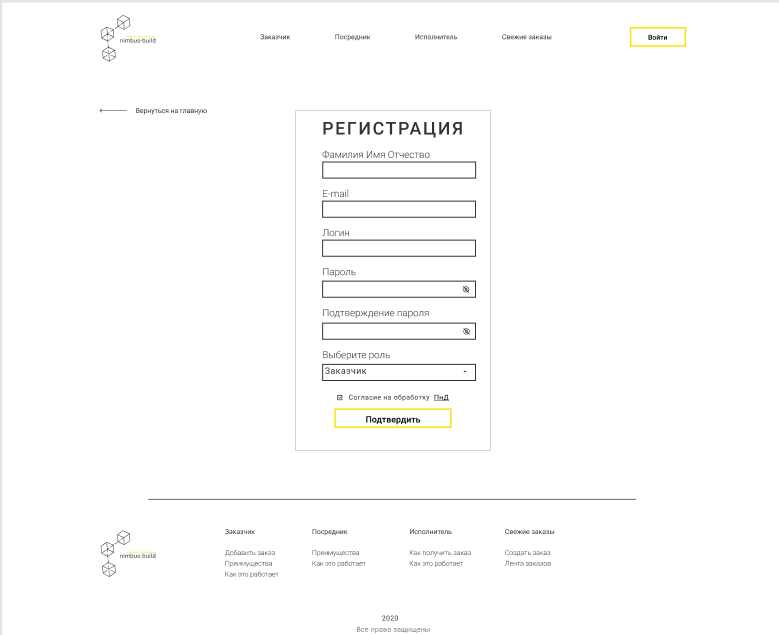 nimbus-build
Заказчик Посредник Исполнитель Свежие заказы Войти
Вернуться на главную
РЕГИСТРАЦИЯ
Фамилия Имя Отчество
E-mail
Логин
Пароль
Подтверждение пароля
Выберите роль
Заказчик
Согласие на обработку ПнД
Подтвердить
nimbus-build
Заказчик Посредник Исполнитель Свежие заказы
Добавить заказ Преимущества Как получить заказ Создать заказ
Преимущества Как это работает Как это работает Лента заказов
Как это работает
2020
Все права защищены